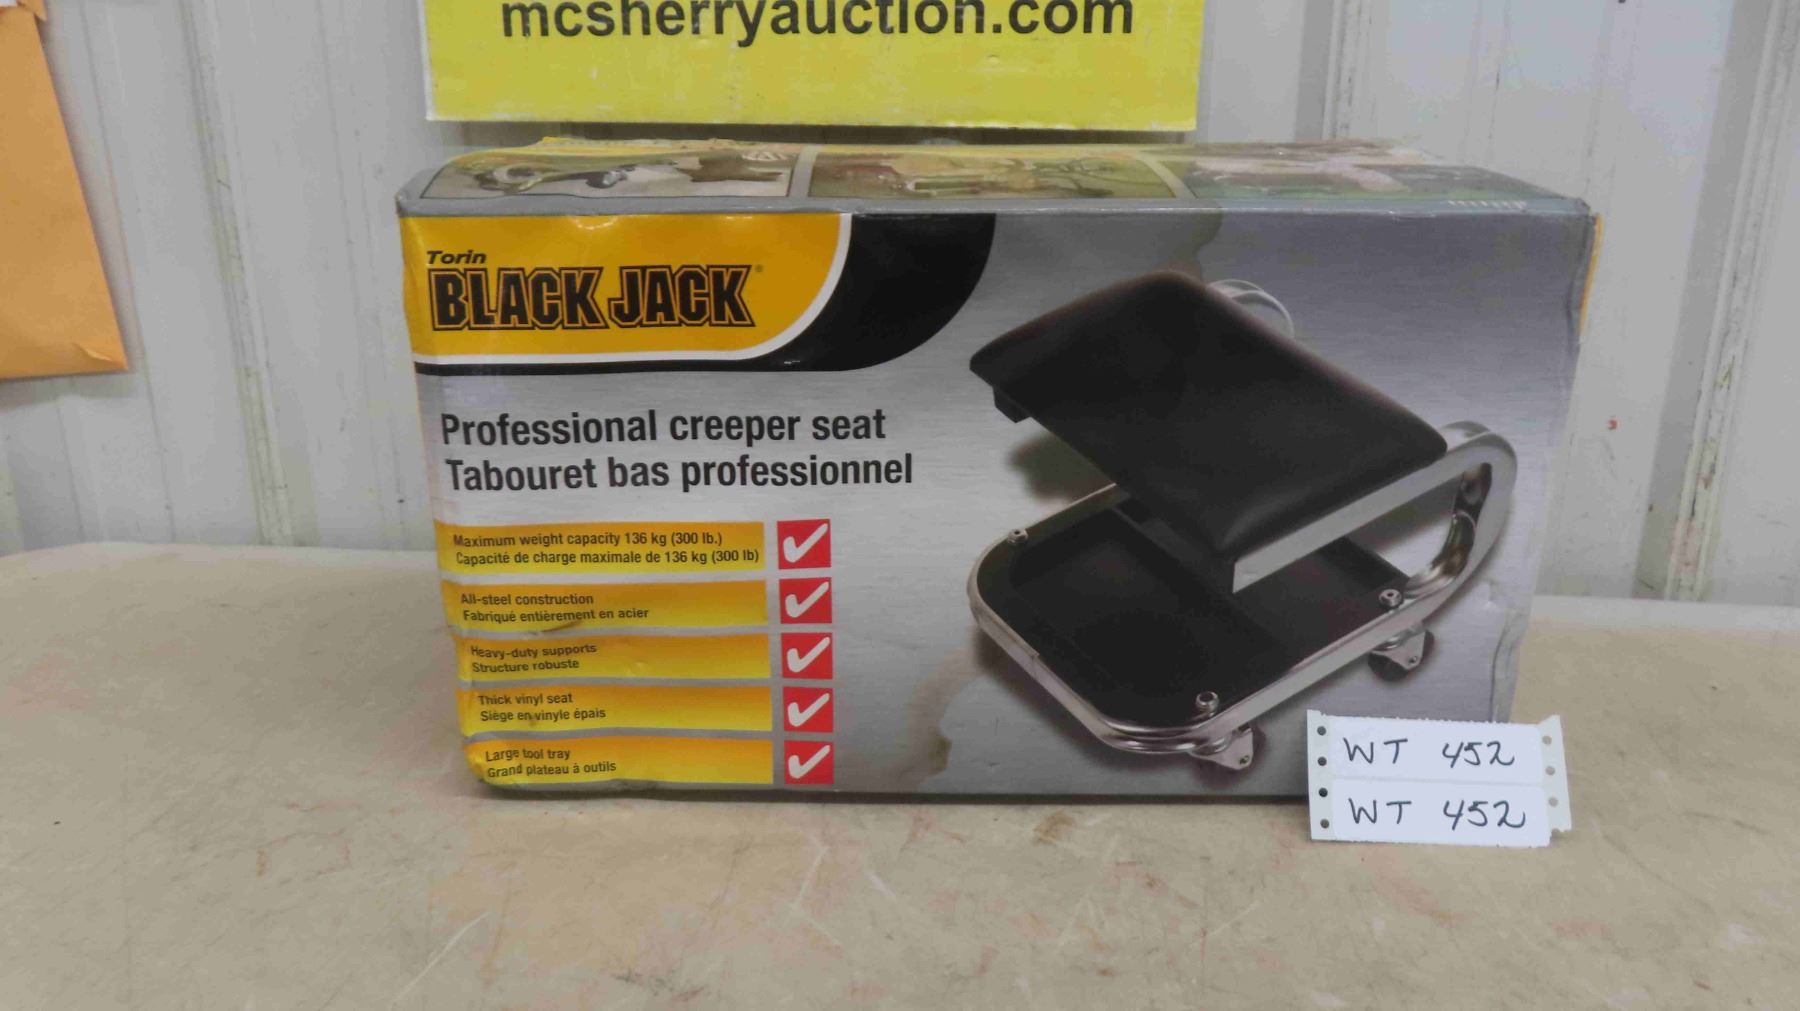 mcsherryauction.com
Torin
BLACK JACK®
Professional creeper seat
Tabouret bas professionnel
Maximum weight capacity 136 kg (300 lb.)
Capacité de charge maximale de 136 kg (300 lb)
All-steel construction
Fabriqué entièrement en acier
Heavy-duty supports
Structure robuste
Thick vinyl seat
Siège en vinyle épais
Large tool tray
Grand plateau à outils
WT 452
WT 452